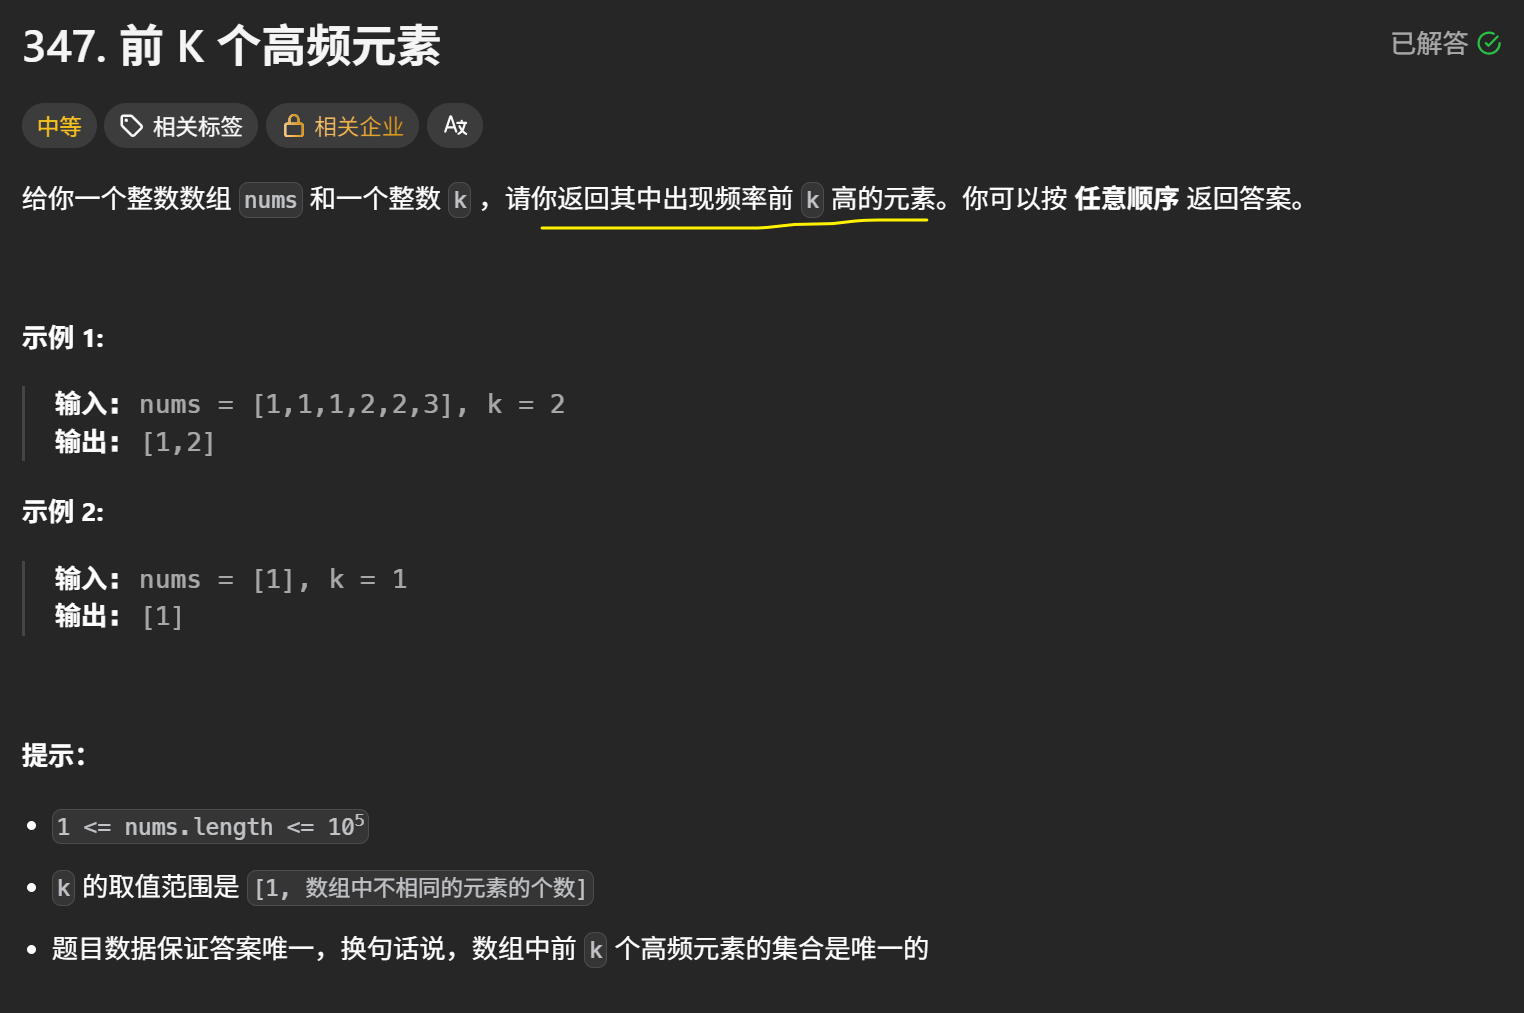 347. 前 K 个高频元素
已解答
中等
相关标签
相关企业
给你一个整数数组 nums 和一个整数 k ，请你返回其中出现频率前 k 高的元素。你可以按 任意顺序 返回答案。
示例 1:
输入：nums = [1,1,1,2,2,3], k = 2
输出：[1,2]
示例 2:
输入：nums = [1], k = 1
输出：[1]
提示：
1 <= nums.length <= 10⁵
k 的取值范围是 [1, 数组中不相同的元素的个数]
题目数据保证答案唯一，换句话说，数组中前 k 个高频元素的集合是唯一的